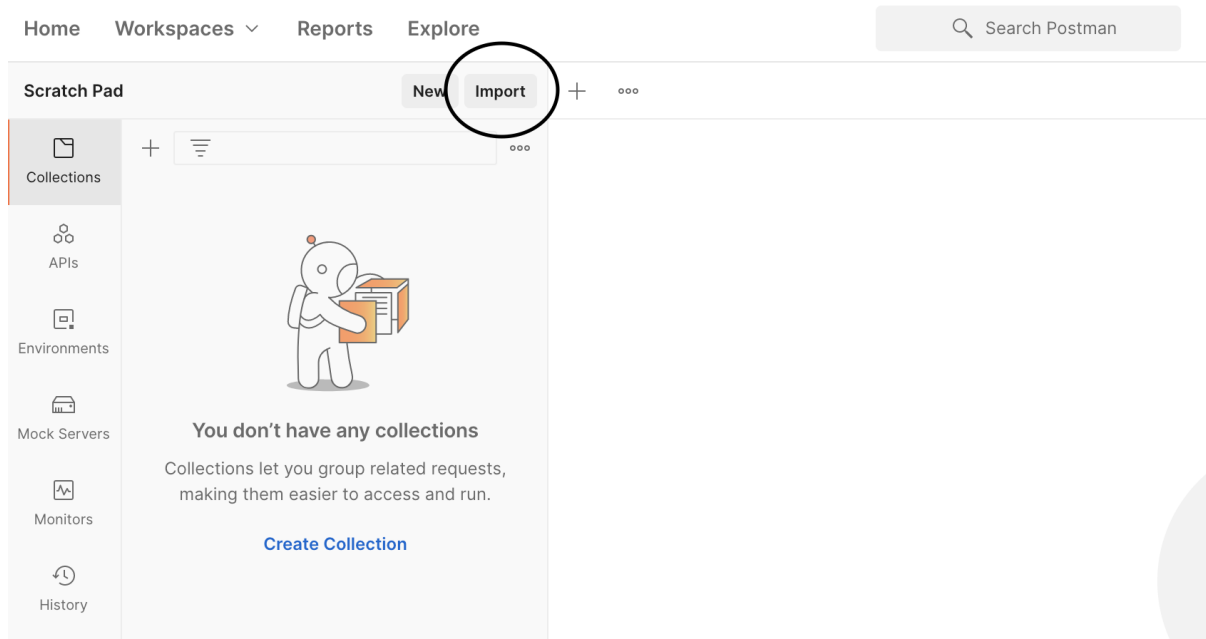 Home Workspaces Reports Explore Search Postman
Scratch Pad New Import
Collections
APIs
Environments
Mock Servers
Monitors
History
You don’t have any collections
Collections let you group related requests,
making them easier to access and run.
Create Collection